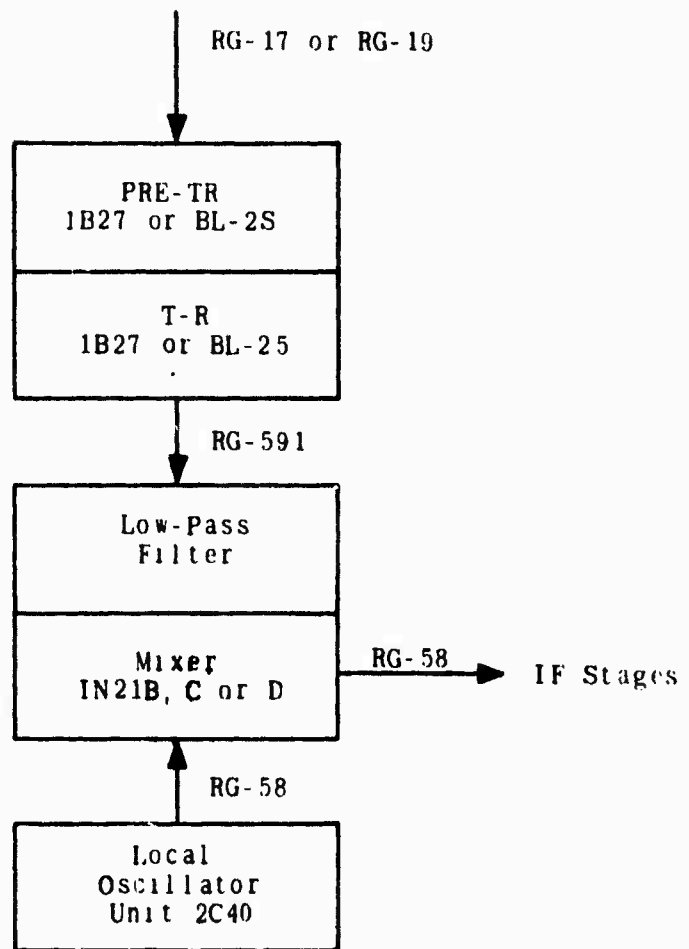 RG-17 or RG-19
PRE-TR
1B27 or BL-2S
T-R
1B27 or BL-25
RG-591
Low-Pass
Filter
Mixer
IN21B, C or D
RG-58
IF Stages
RG-58
Local
Oscillator
Unit 2C40